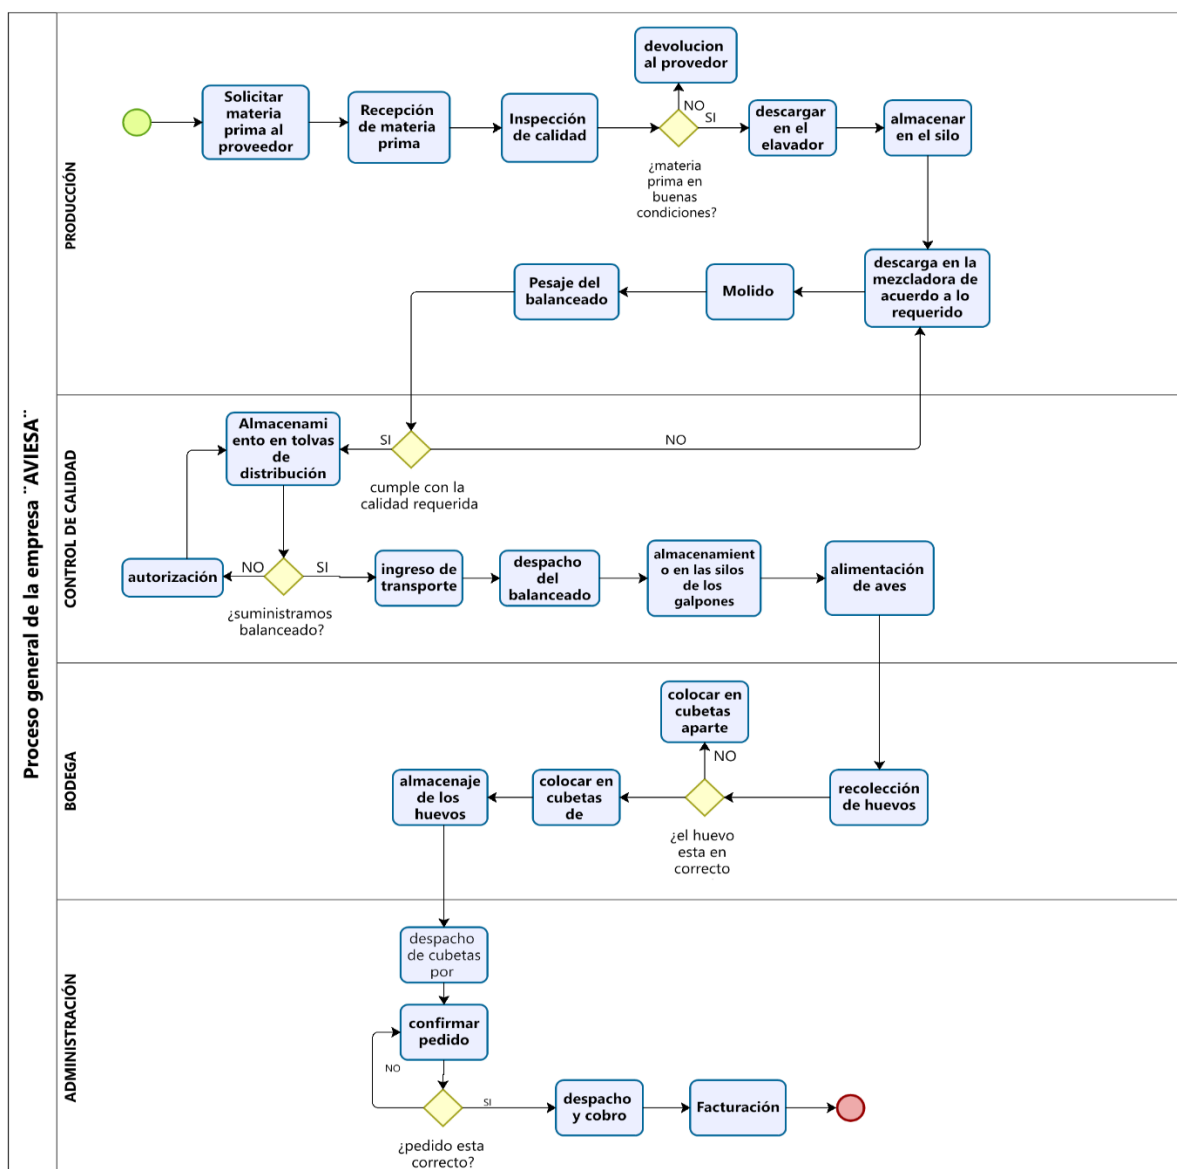 Proceso general de la empresa ¨AVIESA¨
PRODUCCIÓN
Solicitar
materia
prima al
proveedor
Recepción
de materia
prima
Inspección
de calidad
devolucion
al provedor
NO
SI
¿materia
prima en
buenas
condiciones?
descargar
en el
elavador
almacenar
en el silo
descarga en la
mezcladora de
acuerdo a lo
requerido
Molido
Pesaje del
balanceado
CONTROL DE CALIDAD
Almacenami
ento en tolvas
de
distribución
SI
NO
cumple con la
calidad requerida
autorización
NO
SI
¿suministramos
balanceado?
ingreso de
transporte
despacho
del
balanceado
almacenamient
o en las silos
de los
galpones
alimentación
de aves
BODEGA
colocar en
cubetas
aparte
NO
recolección
de huevos
¿el huevo
esta en
correcto
colocar en
cubetas
de
almacenaje
de los
huevos
ADMINISTRACIÓN
despacho
de cubetas
por
confirmar
pedido
NO
SI
¿pedido esta
correcto?
despacho
y cobro
Facturación